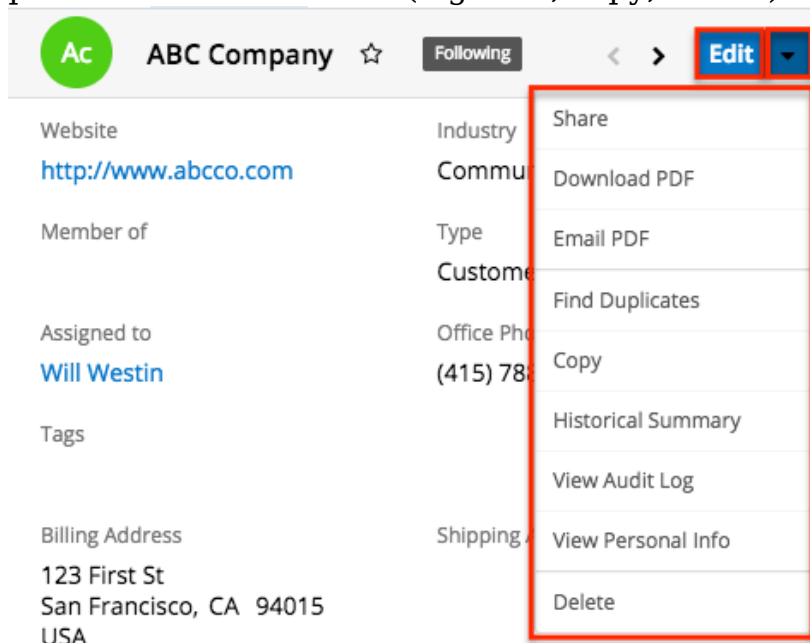 Ac ABC Company Following Edit
Website
http://www.abcco.com
Industry
Share
Download PDF
Member of
Type
Email PDF
Find Duplicates
Assigned to
Will Westin
Office
(415)
Copy
Historical Summary
Tags
View Audit Log
Billing Address
123 First St
San Francisco, CA 94015
USA
Shipping
View Personal Info
Delete